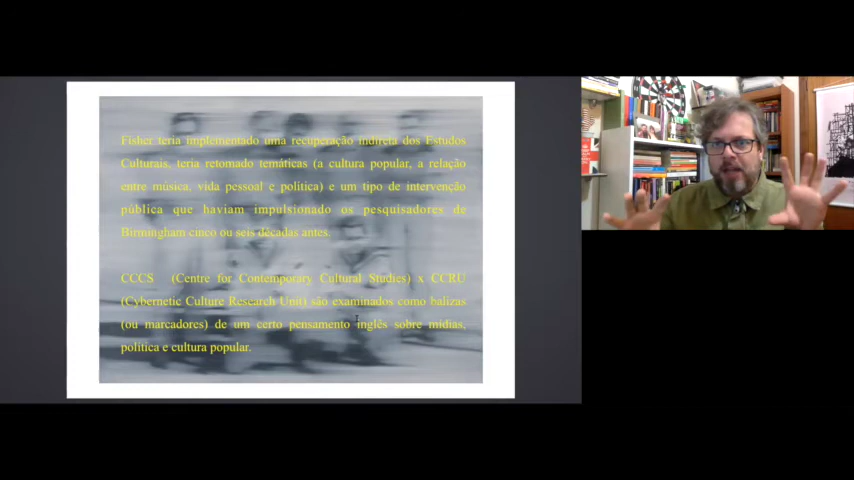 Fisher teria implementado uma recuperação indireta dos Estudos
Culturais, teria retomado temáticas (a cultura popular, a relação
entre música, vida pessoal e política) e um tipo de intervenção
pública que haviam impulsionado os pesquisadores de
Birmingham cinco ou seis décadas antes.
CCCS (Centre for Contemporary Cultural Studies) x CCRU
(Cybernetic Culture Research Unit) são examinados como balizas
(ou marcadores) de um certo pensamento inglês sobre mídias,
política e cultura popular.